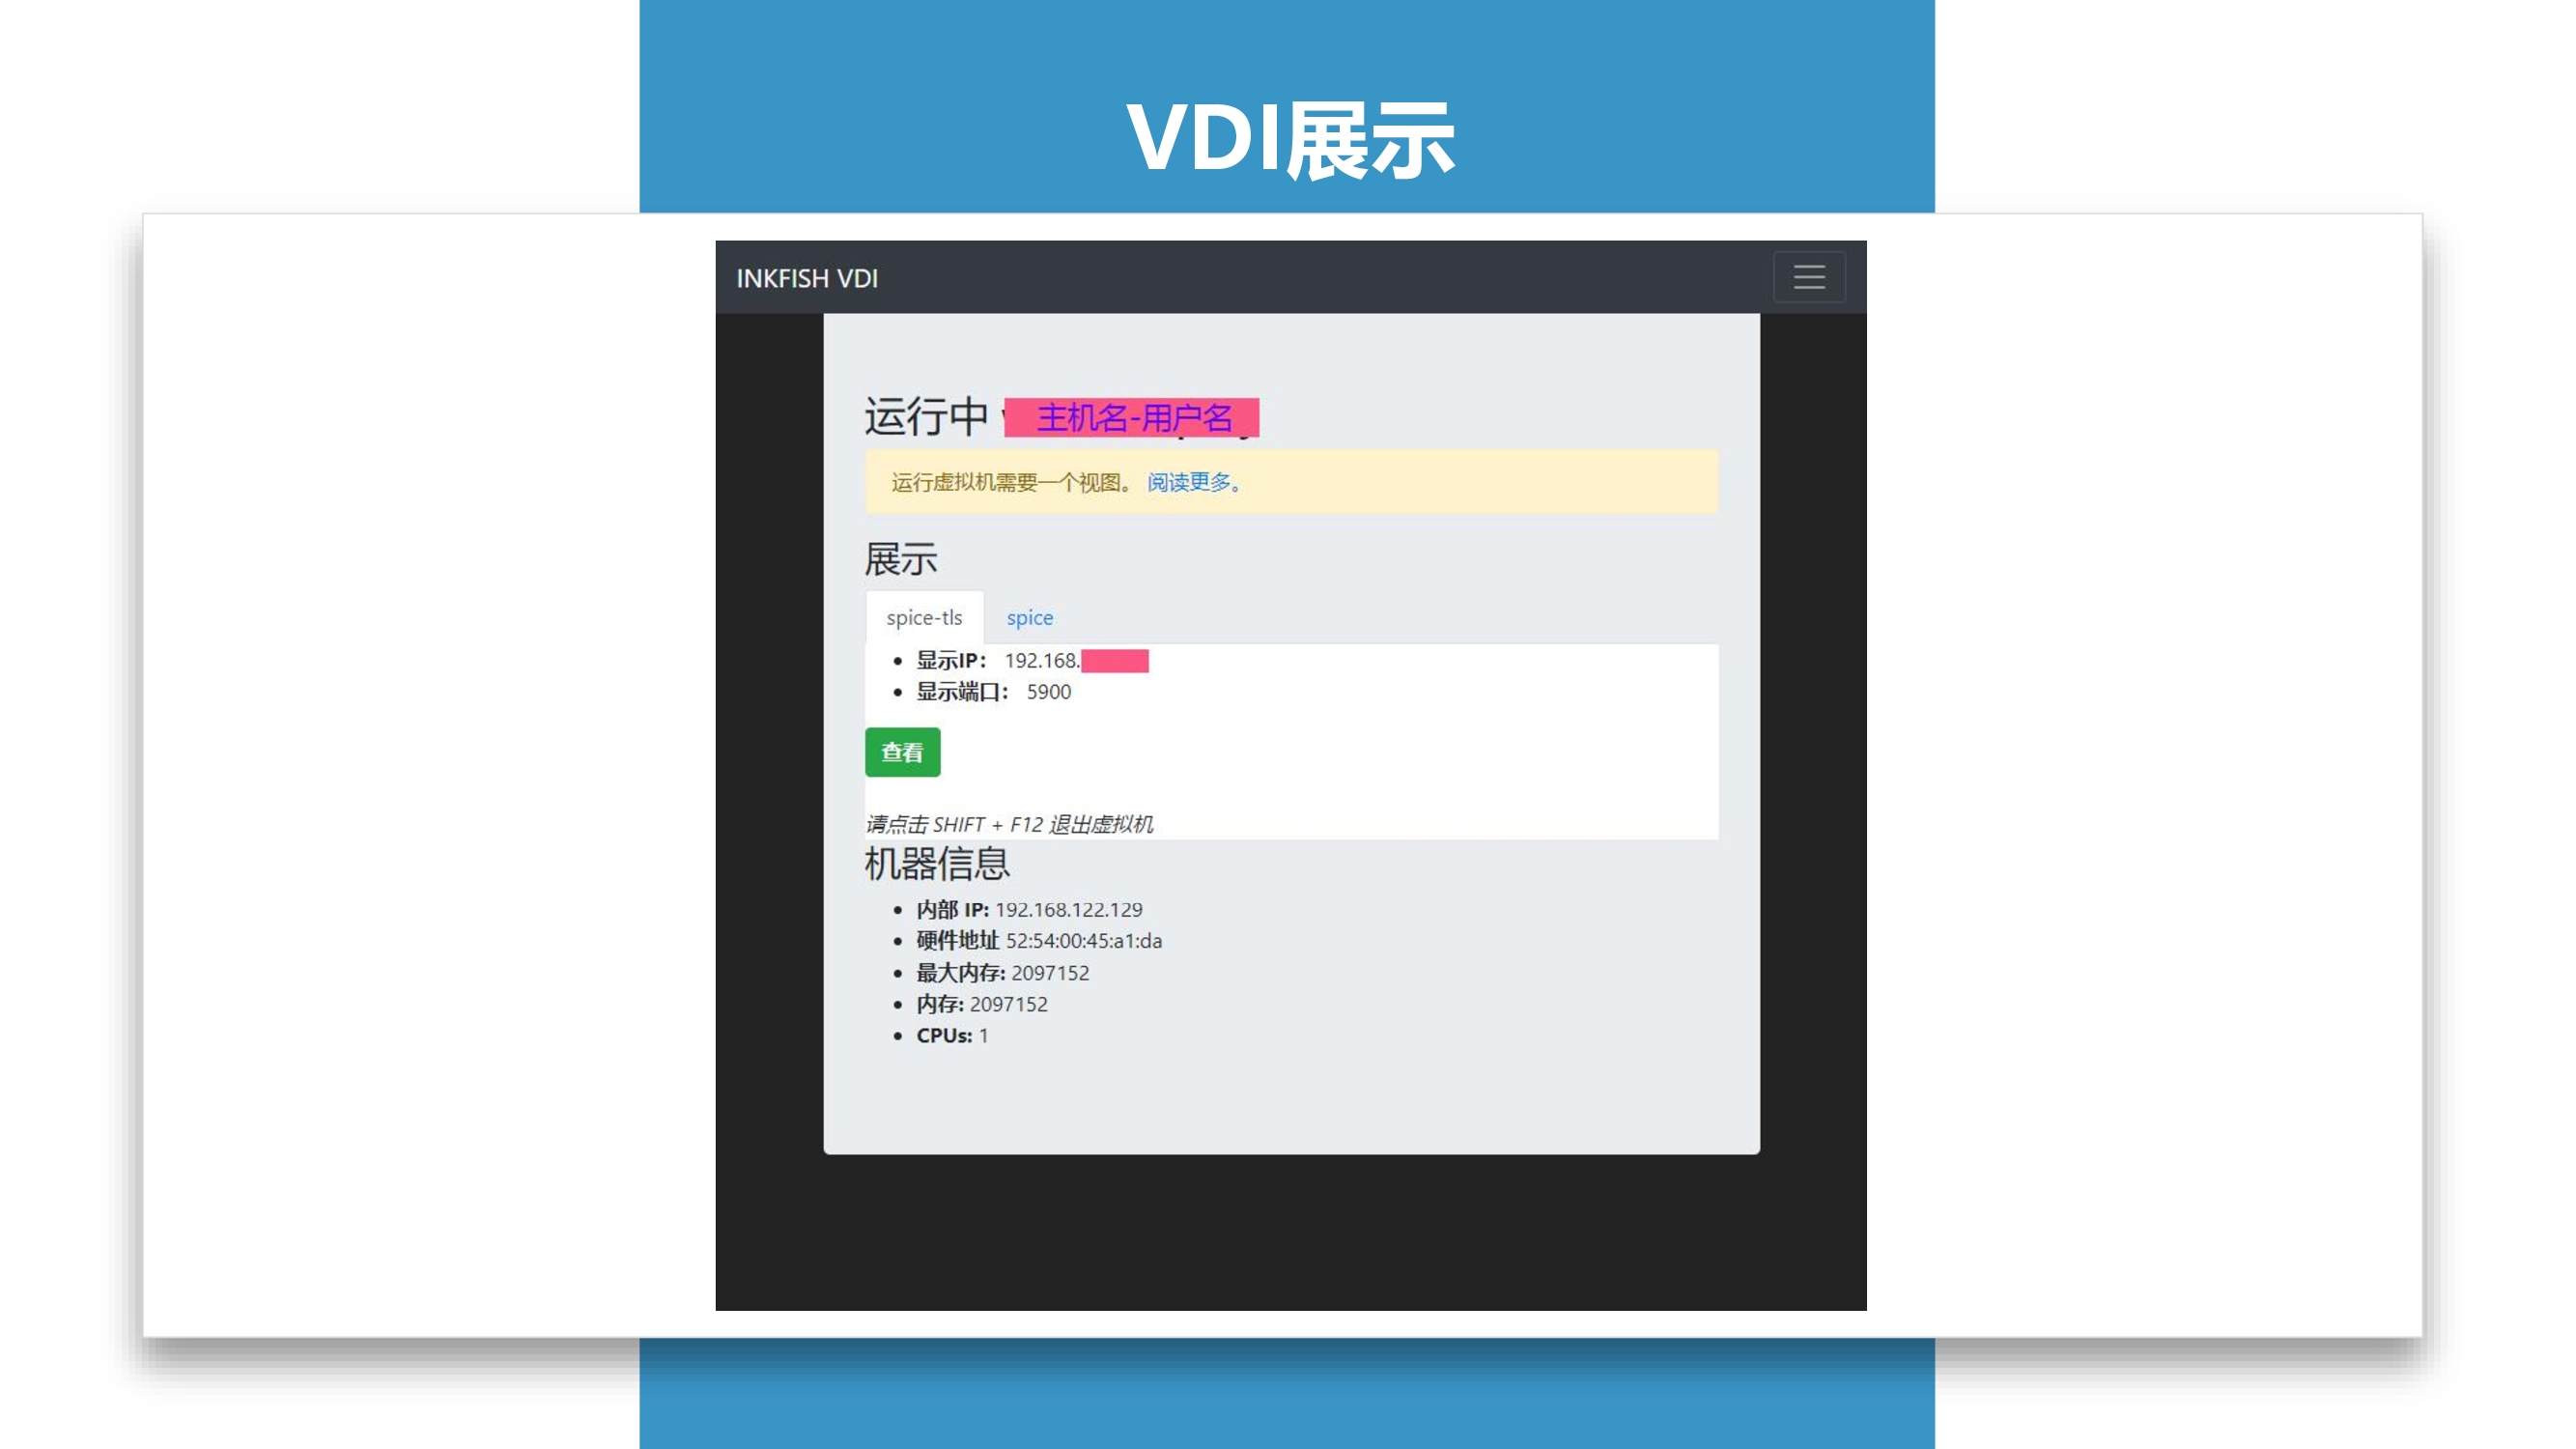 VDI展示
INKFISH VDI
运行中 主机名-用户名
运行虚拟机需要一个视图。 阅读更多。
展示
spice-tls spice
显示IP: 192.168.
显示端口: 5900
查看
请点击 SHIFT + F12 退出虚拟机
机器信息
内部 IP: 192.168.122.129
硬件地址 52:54:00:45:a1:da
最大内存: 2097152
内存: 2097152
CPUs: 1